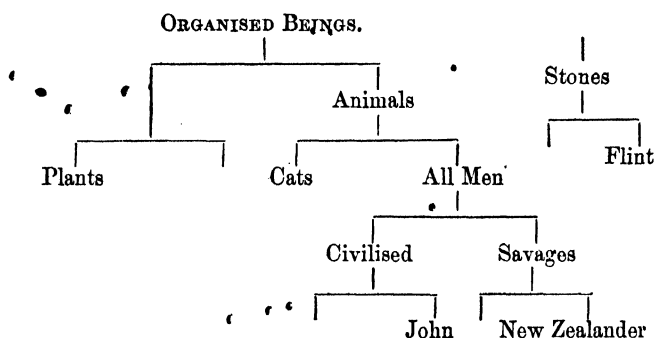 ORGANISED BEINGS.
Stones
Animals
Flint
Plants Cats All Men
Civilised Savages
John New Zealander